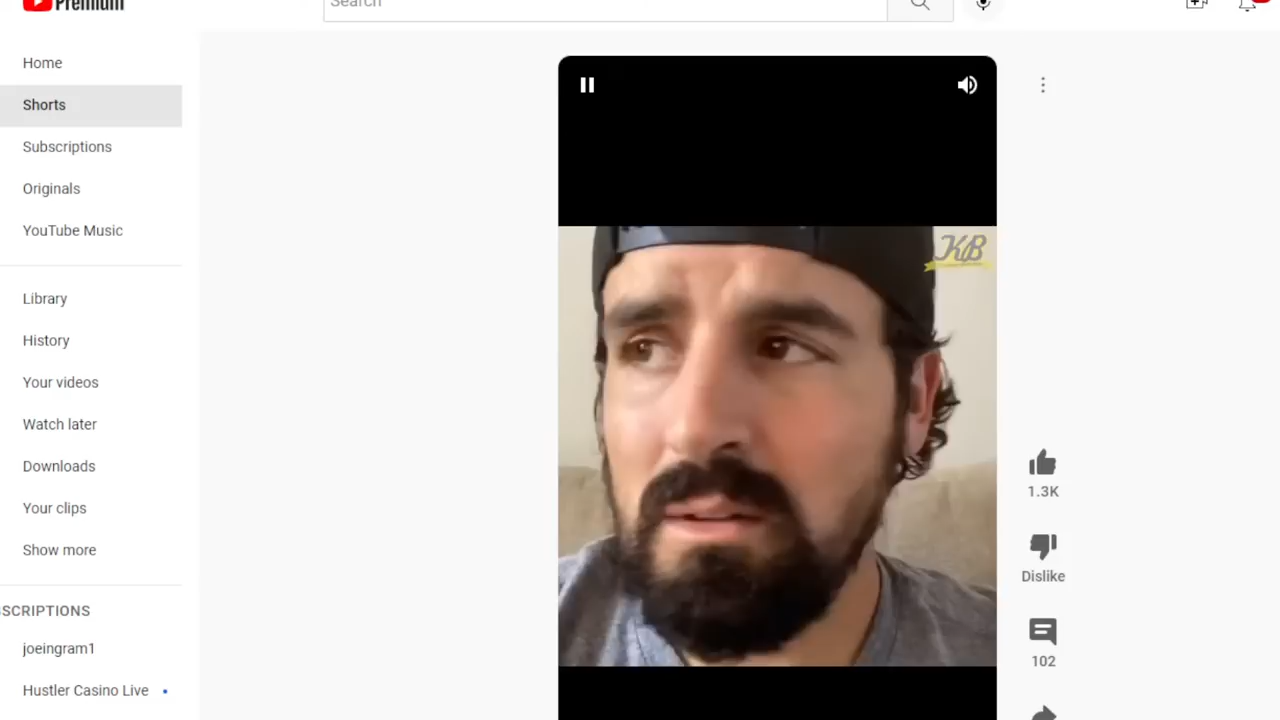 Premium
Search
Home
Shorts
Subscriptions
Originals
YouTube Music
Library
History
Your videos
Watch later
Downloads
Your clips
Show more
SCRIPTIONS
joeingram1
Hustler Casino Live
KB
1.3K
Dislike
102